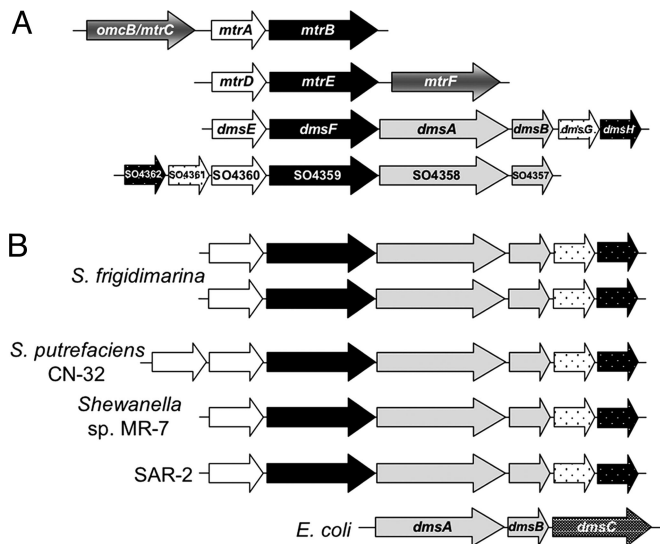 A
omcB/mtrC mtrA mtrB
mtrD mtrE mtrF
dmsE dmsF dmsA dmsB dmsG dmsH
SO4362 SO4361 SO4360 SO4359 SO4358 SO4357
B
S. frigidimarina
S. putrefaciens
CN-32
Shewanella
sp. MR-7
SAR-2
E. coli dmsA dmsB dmsC